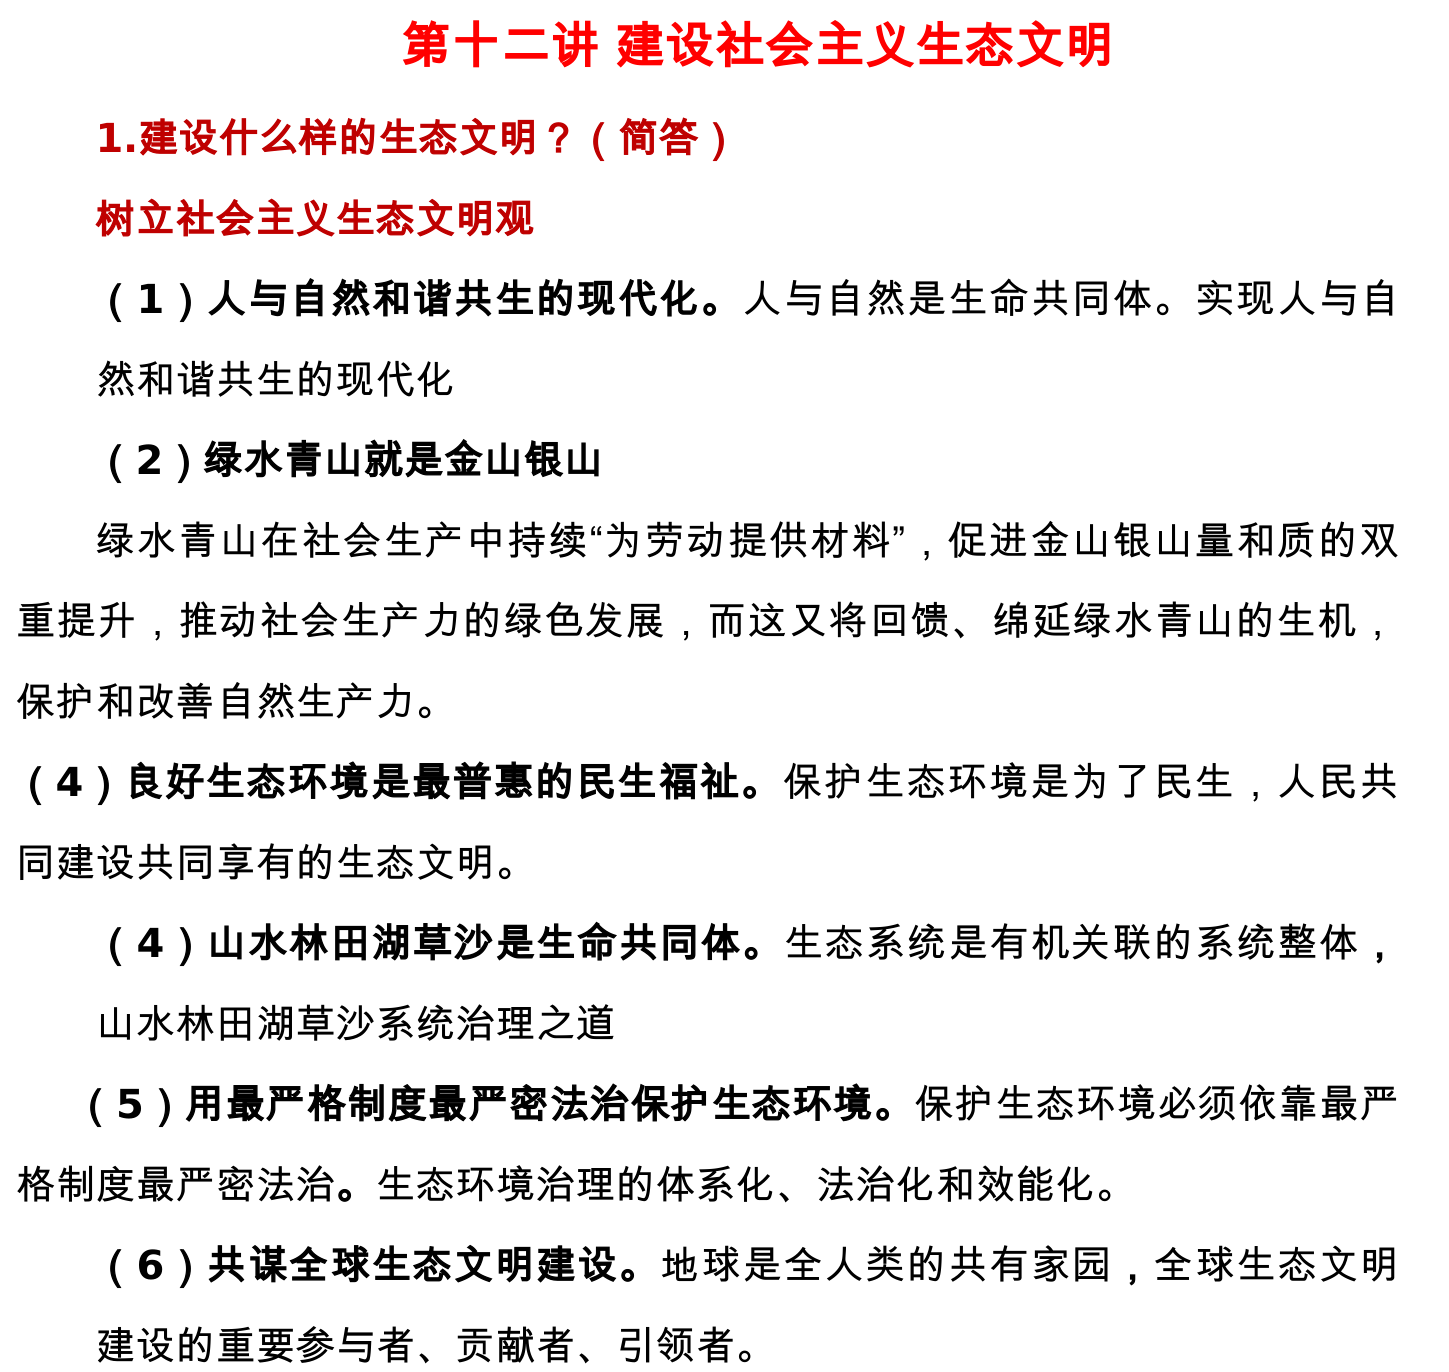 第十二讲 建设社会主义生态文明
1.建设什么样的生态文明？（简答）
树立社会主义生态文明观
（1）人与自然和谐共生的现代化。人与自然是生命共同体。实现人与自
然和谐共生的现代化
（2）绿水青山就是金山银山
绿水青山在社会生产中持续“为劳动提供材料”，促进金山银山量和质的双
重提升，推动社会生产力的绿色发展，而这又将回馈、绵延绿水青山的生机，
保护和改善自然生产力。
（4）良好生态环境是最普惠的民生福祉。保护生态环境是为了民生，人民共
同建设共同享有的生态文明。
（4）山水林田湖草沙是生命共同体。生态系统是有机关联的系统整体，
山水林田湖草沙系统治理之道
（5）用最严格制度最严密法治保护生态环境。保护生态环境必须依靠最严
格制度最严密法治。生态环境治理的体系化、法治化和效能化。
（6）共谋全球生态文明建设。地球是全人类的共有家园，全球生态文明
建设的重要参与者、贡献者、引领者。